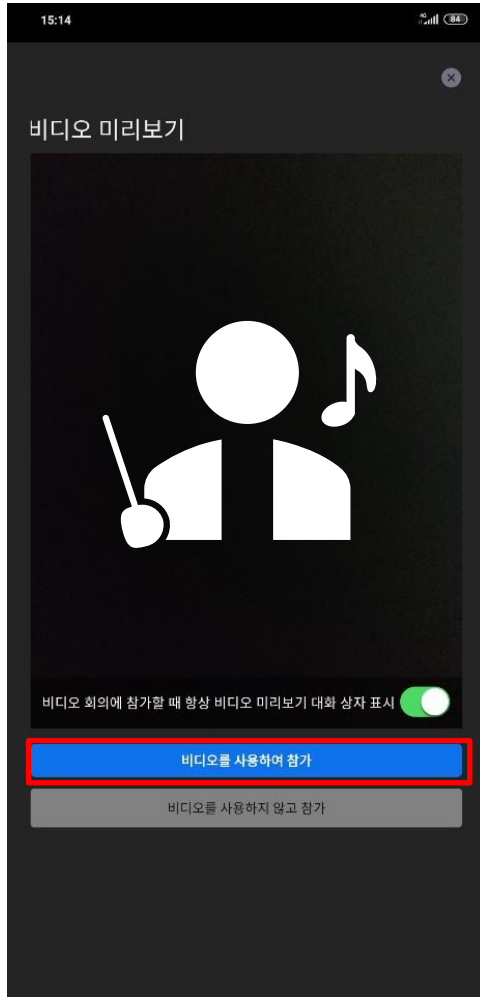 15:14
4G
84
비디오 미리보기
비디오 회의에 참가할 때 항상 비디오 미리보기 대화 상자 표시
비디오를 사용하여 참가
비디오를 사용하지 않고 참가